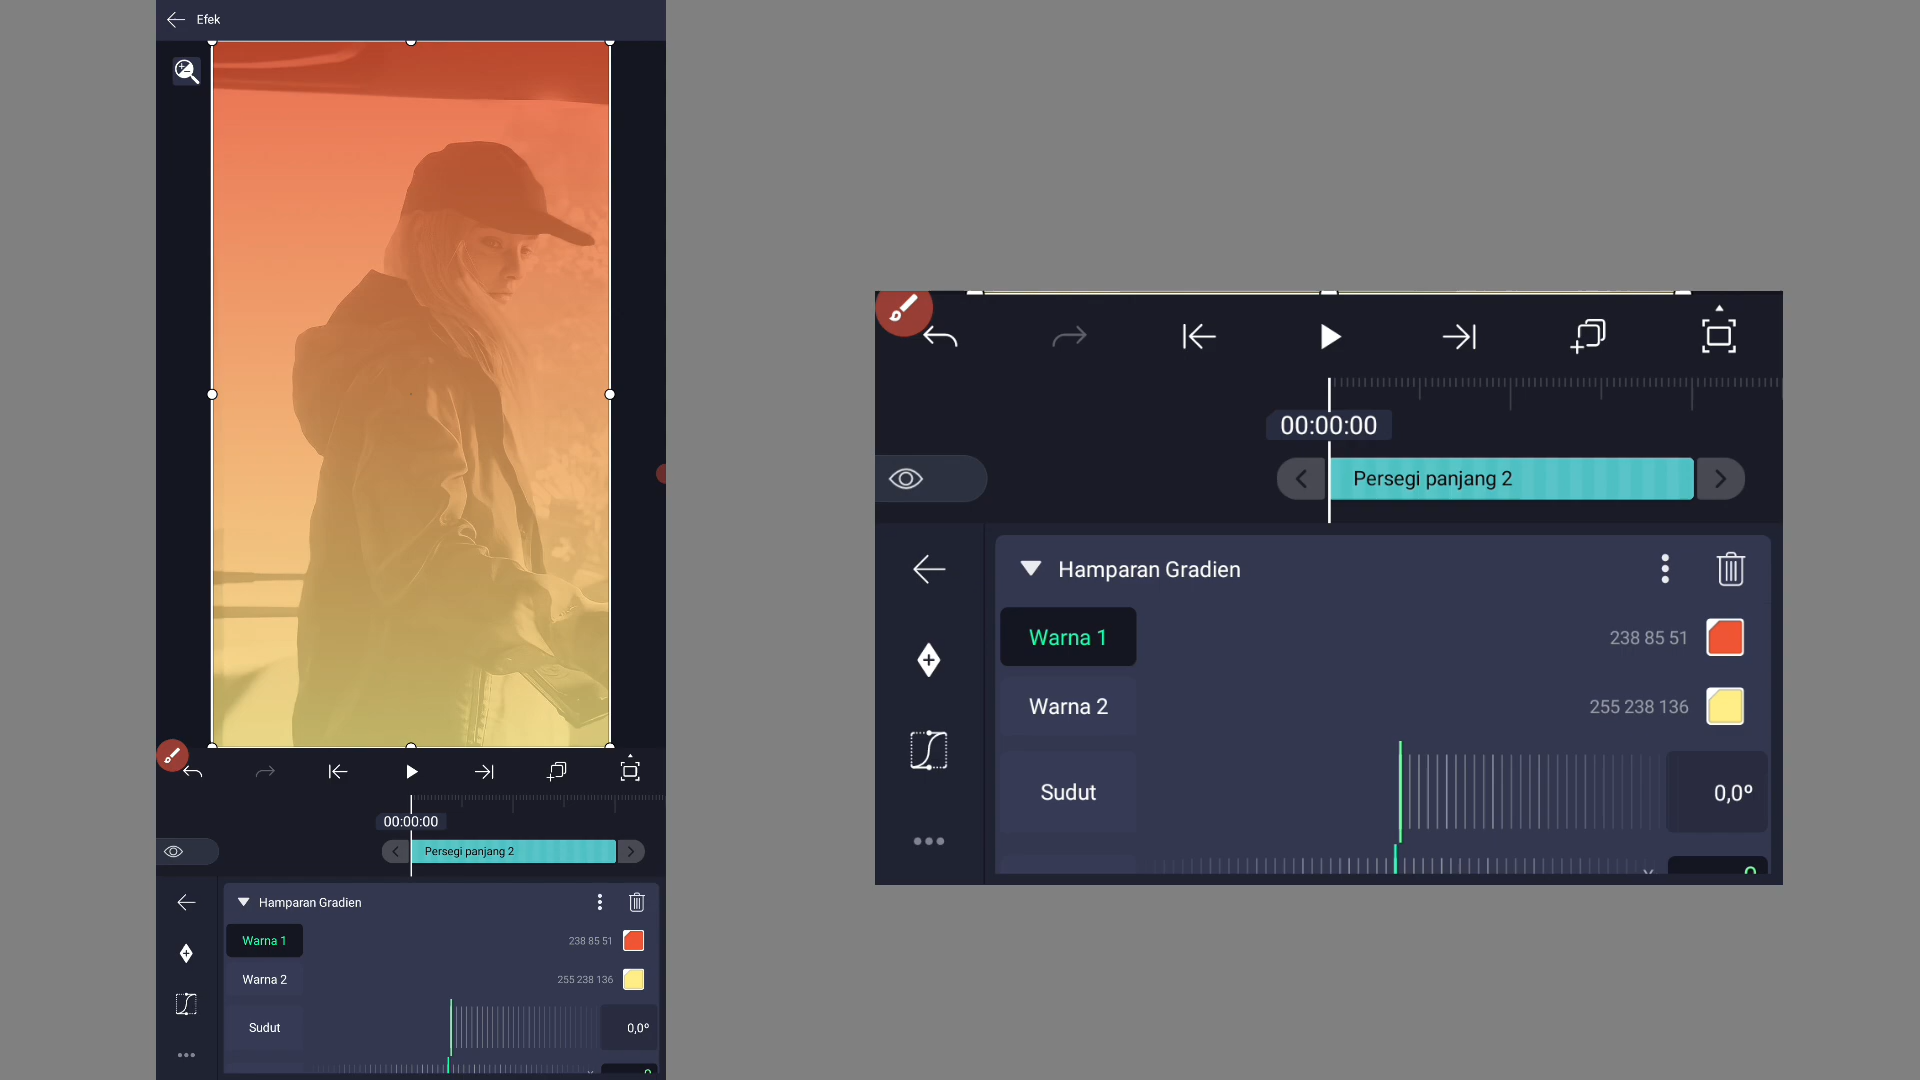 Efek
00:00:00
Persegi panjang 2
Hamparan Gradien
Warna 1
238 85 51
Warna 2
255 238 136
Sudut
0,0º
00:00:00
Persegi panjang 2
Hamparan Gradien
Warna 1
238 85 51
Warna 2
255 238 136
Sudut
0,0º